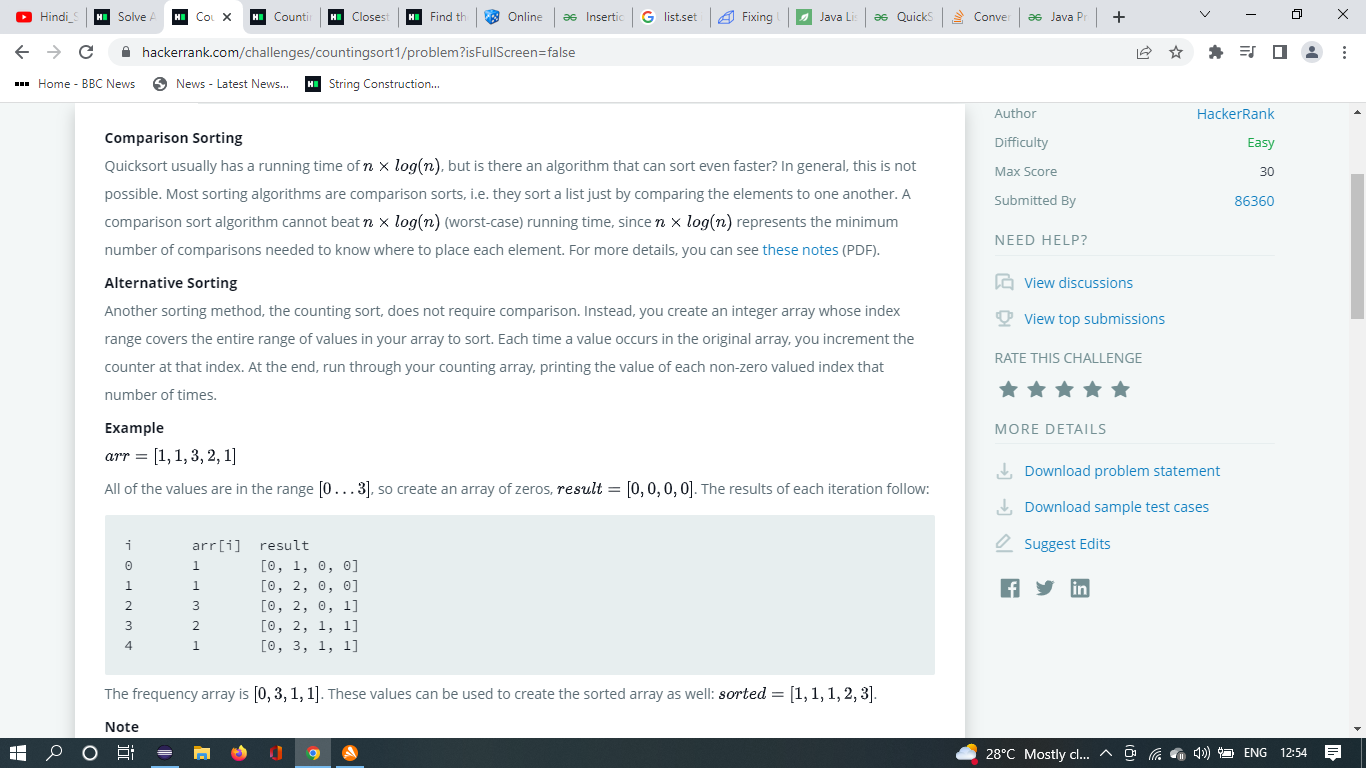 Hindi_S
Solve A
Cou
Countin
Closest
Find th
Online
Insertic
list.set
Fixing
Java Lis
QuickS
Conver
Java Pr
hackerrank.com/challenges/countingsort1/problem?isFullScreen=false
Home - BBC News
News - Latest News...
String Construction...
Comparison Sorting
Quicksort usually has a running time of n × log(n), but is there an algorithm that can sort even faster? In general, this is not
possible. Most sorting algorithms are comparison sorts, i.e. they sort a list just by comparing the elements to one another. A
comparison sort algorithm cannot beat n × log(n) (worst-case) running time, since n × log(n) represents the minimum
number of comparisons needed to know where to place each element. For more details, you can see these notes (PDF).
Alternative Sorting
Another sorting method, the counting sort, does not require comparison. Instead, you create an integer array whose index
range covers the entire range of values in your array to sort. Each time a value occurs in the original array, you increment the
counter at that index. At the end, run through your counting array, printing the value of each non-zero valued index that
number of times.
Example
arr = [1, 1, 3, 2, 1]
All of the values are in the range [0 . . . 3], so create an array of zeros, result = [0, 0, 0, 0]. The results of each iteration follow:
i arr[i] result
0 1 [0, 1, 0, 0]
1 1 [0, 2, 0, 0]
2 3 [0, 2, 0, 1]
3 2 [0, 2, 1, 1]
4 1 [0, 3, 1, 1]
The frequency array is [0, 3, 1, 1]. These values can be used to create the sorted array as well: sorted = [1, 1, 1, 2, 3].
Note
Author HackerRank
Difficulty Easy
Max Score 30
Submitted By 86360
NEED HELP?
View discussions
View top submissions
RATE THIS CHALLENGE
MORE DETAILS
Download problem statement
Download sample test cases
Suggest Edits
28°C Mostly cl...
ENG
12:54